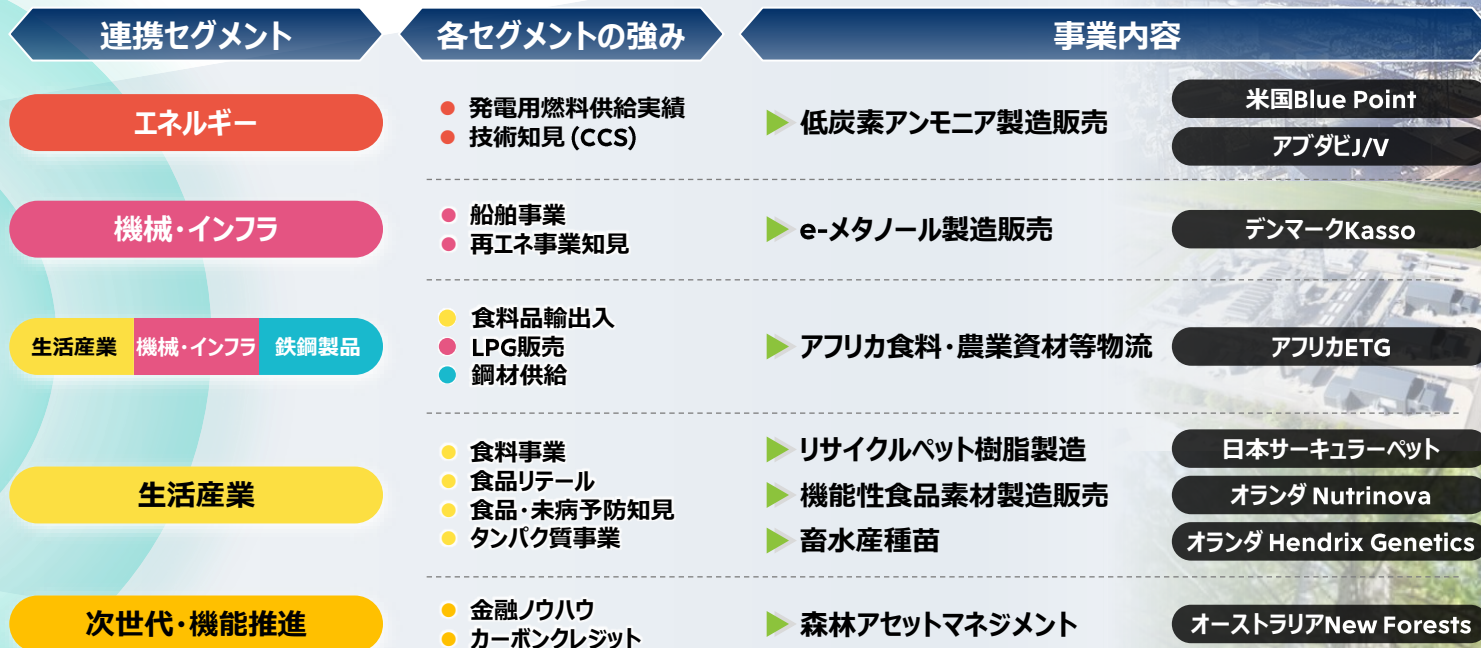 連携セグメント
各セグメントの強み
事業内容
エネルギー
発電用燃料供給実績
技術知見 (CCS)
低炭素アンモニア製造販売
米国Blue Point
アブダビJ/V
機械・インフラ
船舶事業
再エネ事業知見
e-メタノール製造販売
デンマークKasso
生活産業
機械・インフラ
鉄鋼製品
食料品輸出入
LPG販売
鋼材供給
アフリカ食料・農業資材等物流
アフリカETG
生活産業
食料事業
食品リテール
食品・未病予防知見
タンパク質事業
リサイクルペット樹脂製造
日本サーキュラーペット
機能性食品素材製造販売
オランダ Nutrinova
畜水産種苗
オランダ Hendrix Genetics
次世代・機能推進
金融ノウハウ
カーボンクレジット
森林アセットマネジメント
オーストラリアNew Forests